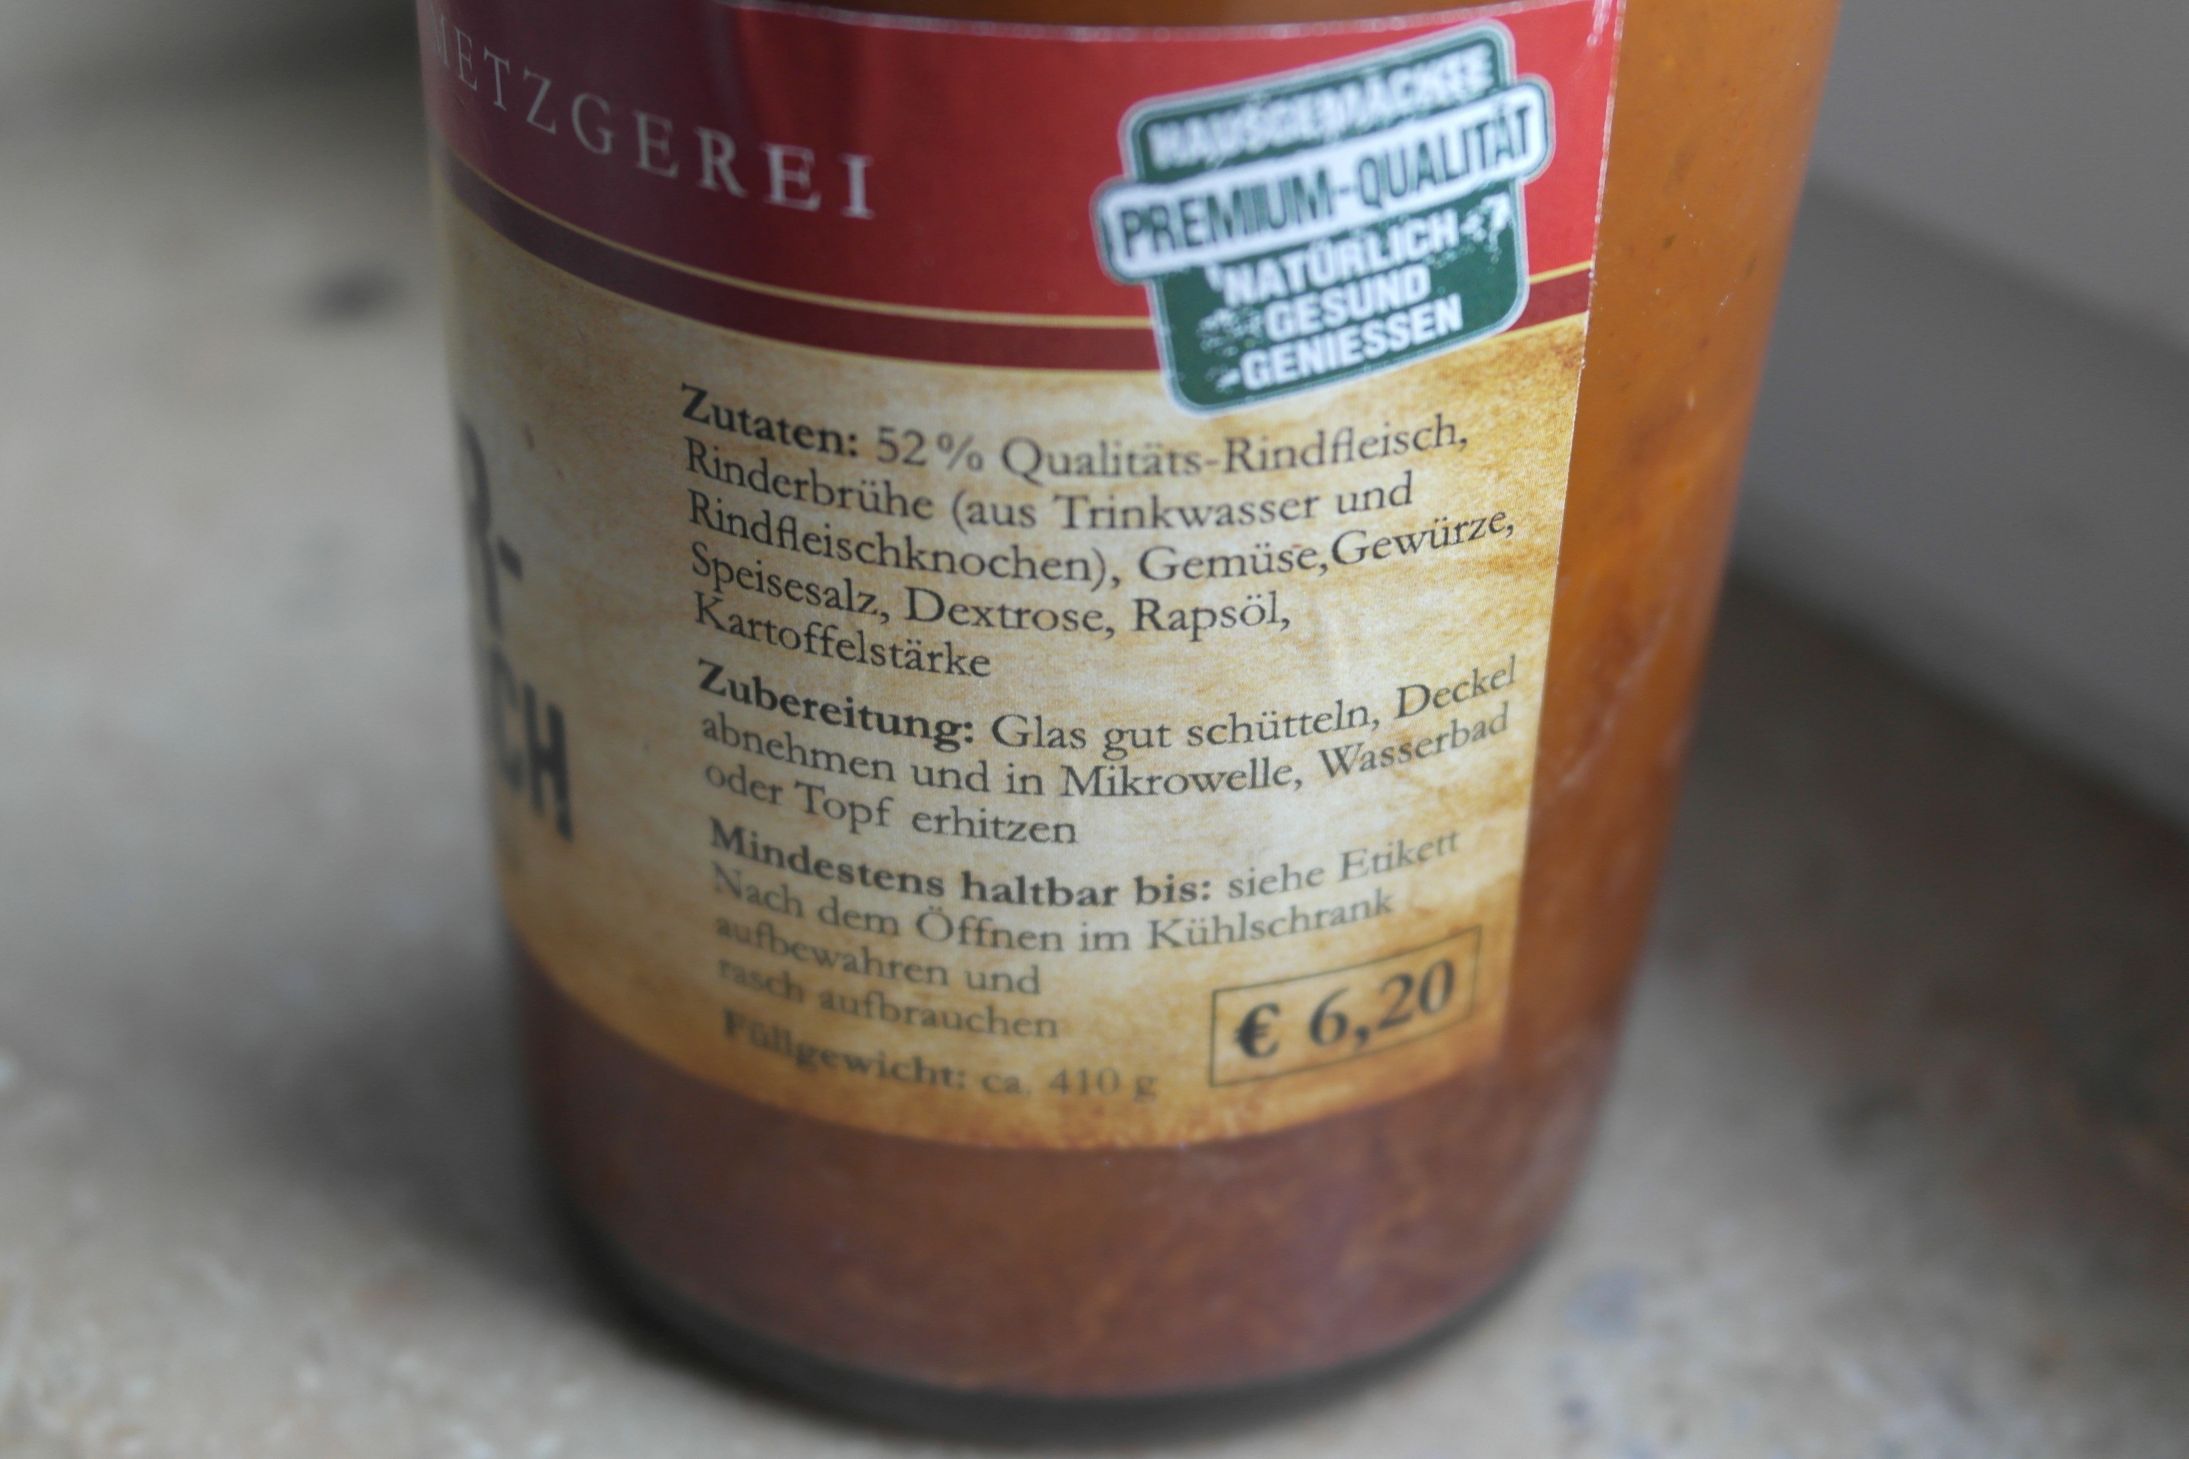 METZGEREI
HAUSGEMACHTE
PREMIUM-QUALITÄT
NATÜRLICH
GESUND
GENIESSEN
R-
CH
Zutaten: 52% Qualitäts-Rindfleisch,
Rinderbrühe (aus Trinkwasser und
Rindfleischknochen), Gemüse,Gewürze,
Speisesalz, Dextrose, Rapsöl,
Kartoffelstärke
Zubereitung: Glas gut schütteln, Deckel
abnehmen und in Mikrowelle, Wasserbad
oder Topf erhitzen
Mindestens haltbar bis: siehe Etikett
Nach dem Öffnen im Kühlschrank
aufbewahren und
rasch aufbrauchen
Füllgewicht: ca. 410 g
€ 6,20